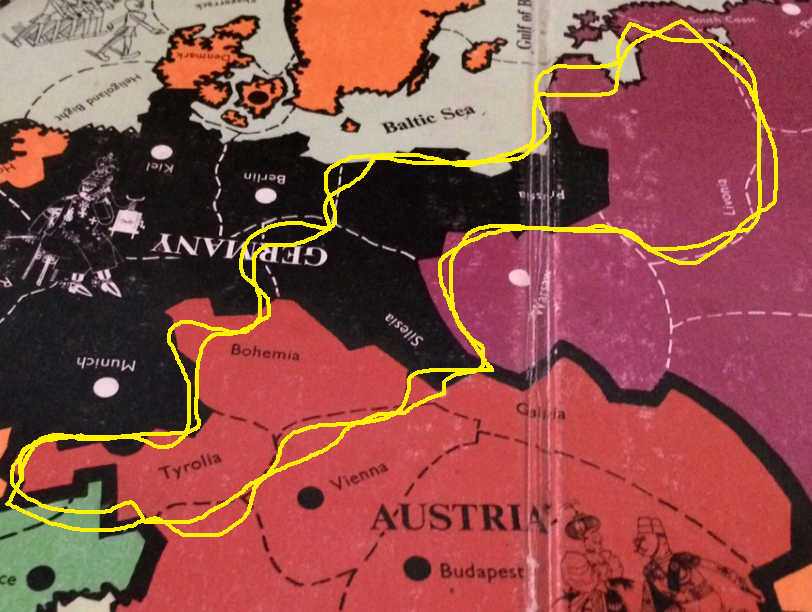 Skagerrack
South Coast
Gulf of B
Denmark
Heligoland Bight
Baltic Sea
Kiel
Berlin
Prussia
Livonia
GERMANY
Warsaw
Silesia
Bohemia
Munich
Galicia
Tyrolia
Vienna
AUSTRIA
Budapest
ce